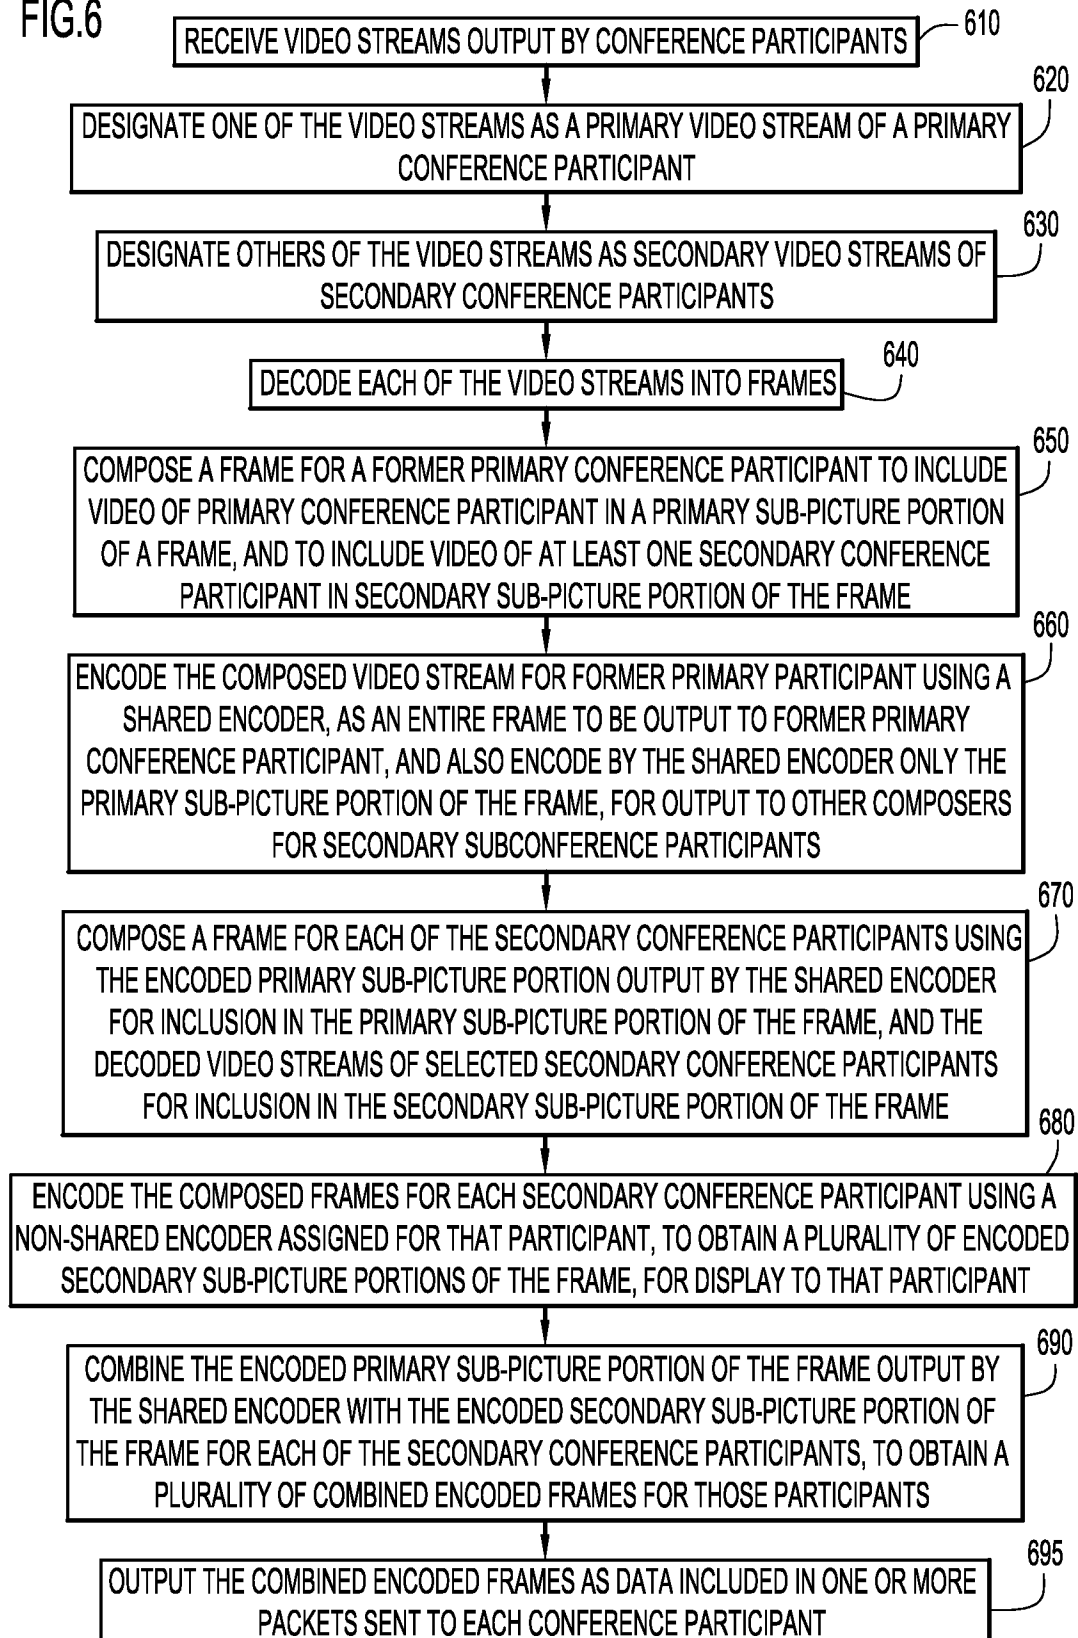 FIG.6
RECEIVE VIDEO STREAMS OUTPUT BY CONFERENCE PARTICIPANTS
610
620
DESIGNATE ONE OF THE VIDEO STREAMS AS A PRIMARY VIDEO STREAM OF A PRIMARY
CONFERENCE PARTICIPANT
630
DESIGNATE OTHERS OF THE VIDEO STREAMS AS SECONDARY VIDEO STREAMS OF
SECONDARY CONFERENCE PARTICIPANTS
640
DECODE EACH OF THE VIDEO STREAMS INTO FRAMES
650
COMPOSE A FRAME FOR A FORMER PRIMARY CONFERENCE PARTICIPANT TO INCLUDE
VIDEO OF PRIMARY CONFERENCE PARTICIPANT IN A PRIMARY SUB-PICTURE PORTION
OF A FRAME, AND TO INCLUDE VIDEO OF AT LEAST ONE SECONDARY CONFERENCE
PARTICIPANT IN SECONDARY SUB-PICTURE PORTION OF THE FRAME
660
ENCODE THE COMPOSED VIDEO STREAM FOR FORMER PRIMARY PARTICIPANT USING A
SHARED ENCODER, AS AN ENTIRE FRAME TO BE OUTPUT TO FORMER PRIMARY
CONFERENCE PARTICIPANT, AND ALSO ENCODE BY THE SHARED ENCODER ONLY THE
PRIMARY SUB-PICTURE PORTION OF THE FRAME, FOR OUTPUT TO OTHER COMPOSERS
FOR SECONDARY SUBCONFERENCE PARTICIPANTS
670
COMPOSE A FRAME FOR EACH OF THE SECONDARY CONFERENCE PARTICIPANTS USING
THE ENCODED PRIMARY SUB-PICTURE PORTION OUTPUT BY THE SHARED ENCODER
FOR INCLUSION IN THE PRIMARY SUB-PICTURE PORTION OF THE FRAME, AND THE
DECODED VIDEO STREAMS OF SELECTED SECONDARY CONFERENCE PARTICIPANTS
FOR INCLUSION IN THE SECONDARY SUB-PICTURE PORTION OF THE FRAME
680
ENCODE THE COMPOSED FRAMES FOR EACH SECONDARY CONFERENCE PARTICIPANT USING A
NON-SHARED ENCODER ASSIGNED FOR THAT PARTICIPANT, TO OBTAIN A PLURALITY OF ENCODED
SECONDARY SUB-PICTURE PORTIONS OF THE FRAME, FOR DISPLAY TO THAT PARTICIPANT
690
COMBINE THE ENCODED PRIMARY SUB-PICTURE PORTION OF THE FRAME OUTPUT BY
THE SHARED ENCODER WITH THE ENCODED SECONDARY SUB-PICTURE PORTION OF
THE FRAME FOR EACH OF THE SECONDARY CONFERENCE PARTICIPANTS, TO OBTAIN A
PLURALITY OF COMBINED ENCODED FRAMES FOR THOSE PARTICIPANTS
695
OUTPUT THE COMBINED ENCODED FRAMES AS DATA INCLUDED IN ONE OR MORE
PACKETS SENT TO EACH CONFERENCE PARTICIPANT